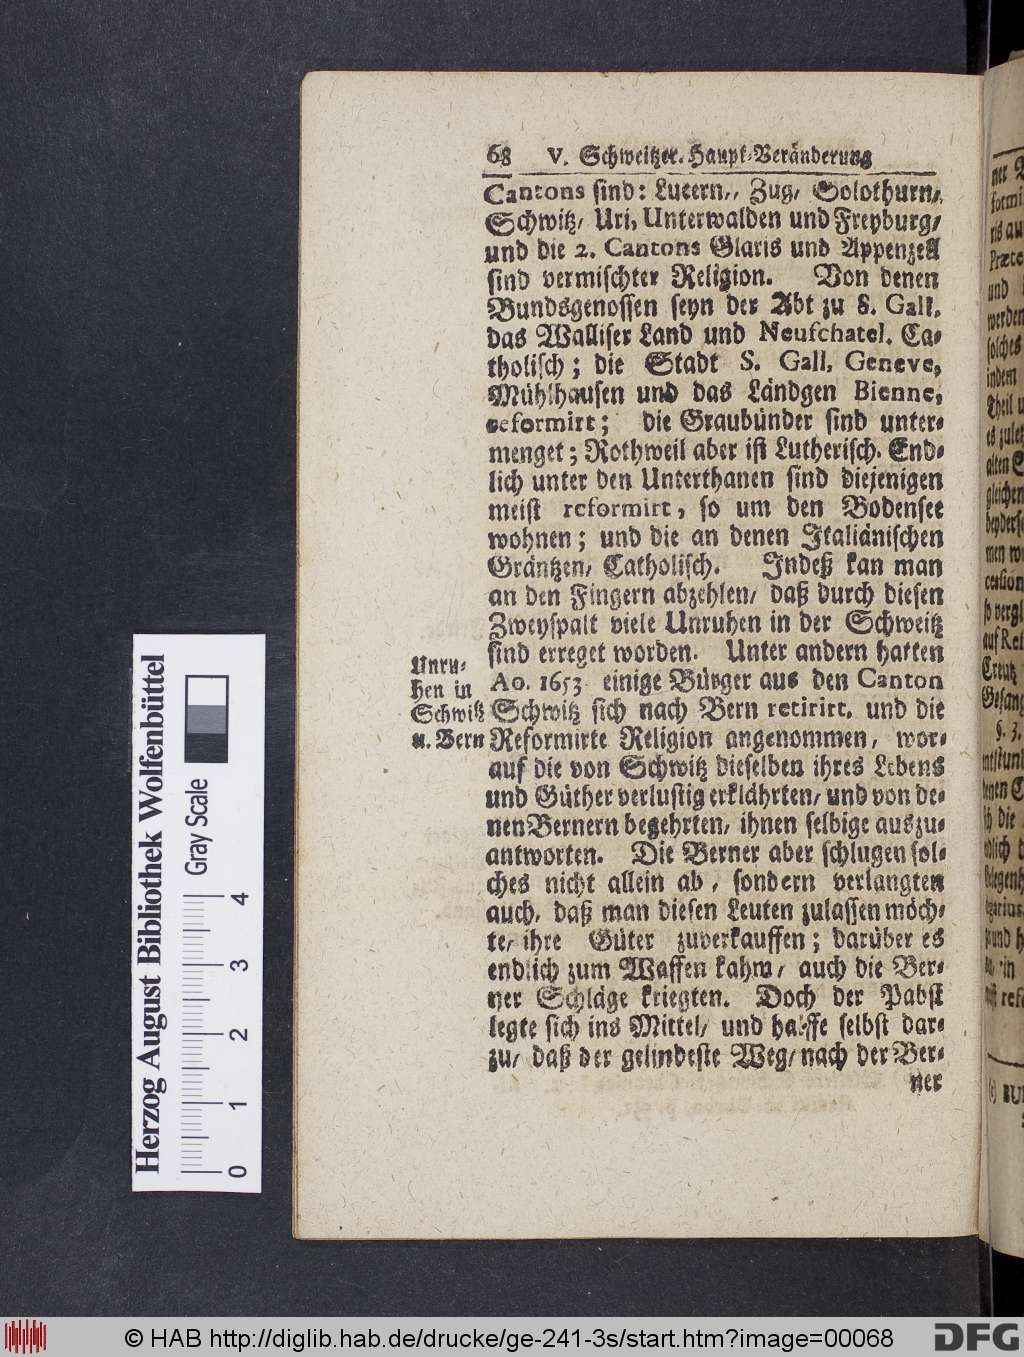 68 V. Schweitzer. Haupt-Veränderung
Cantons sind: Lucern,, Zug/ Solothurn/,
Schwitz/ Uri, Unterwalden und Freyburg/
und die 2. Cantons Glaris und Appenzell
sind vermischter Religion. Von denen
Bundsgenossen seyn der Abt zu S. Gall,
das Walliser Land und Neufchatel, Ca-
tholisch; die Stadt S. Gall, Geneve,
Mühlhausen und das Ländgen Bienne,
reformirt; die Graubünder sind unter-
menget; Rothweil aber ist Lutherisch. End-
lich unter den Unterthanen sind diejenigen
meist reformirt, so um den Bodensee
wohnen; und die an denen Italiänischen
Gräntzen/ Catholisch. Indeß kan man
an den Fingern abzehlen/ daß durch diesen
Zweyspalt viele Unruhen in der Schweitz
sind erreget worden. Unter andern hatten
Unru-
hen in
Schwitz
u. Bern
Ao. 1653 einige Bürger aus den Canton
Schwitz sich nach Bern retirirt, und die
Reformirte Religion angenommen, wor-
auf die von Schwitz dieselben ihres Lebens
und Güther verlustig erklährten/ und von de-
nen Bernern begehrten/ ihnen selbige auszu-
antworten. Die Berner aber schlugen sol-
ches nicht allein ab, sondern verlangten
auch, daß man diesen Leuten zulassen möch-
te/ ihre Güter zuverkauffen; darüber es
endlich zum Waffen kahm/ auch die Ber-
ner Schläge kriegten. Doch der Pabst
legte sich ins Mittel/ und halffe selbst dar-
zu/ daß der gelindeste Weg/ nach der Ber-
ner
Herzog August Bibliothek Wolfenbüttel
Gray Scale
0 1 2 3 4
© HAB http://diglib.hab.de/drucke/ge-241-3s/start.htm?image=00068
DFG